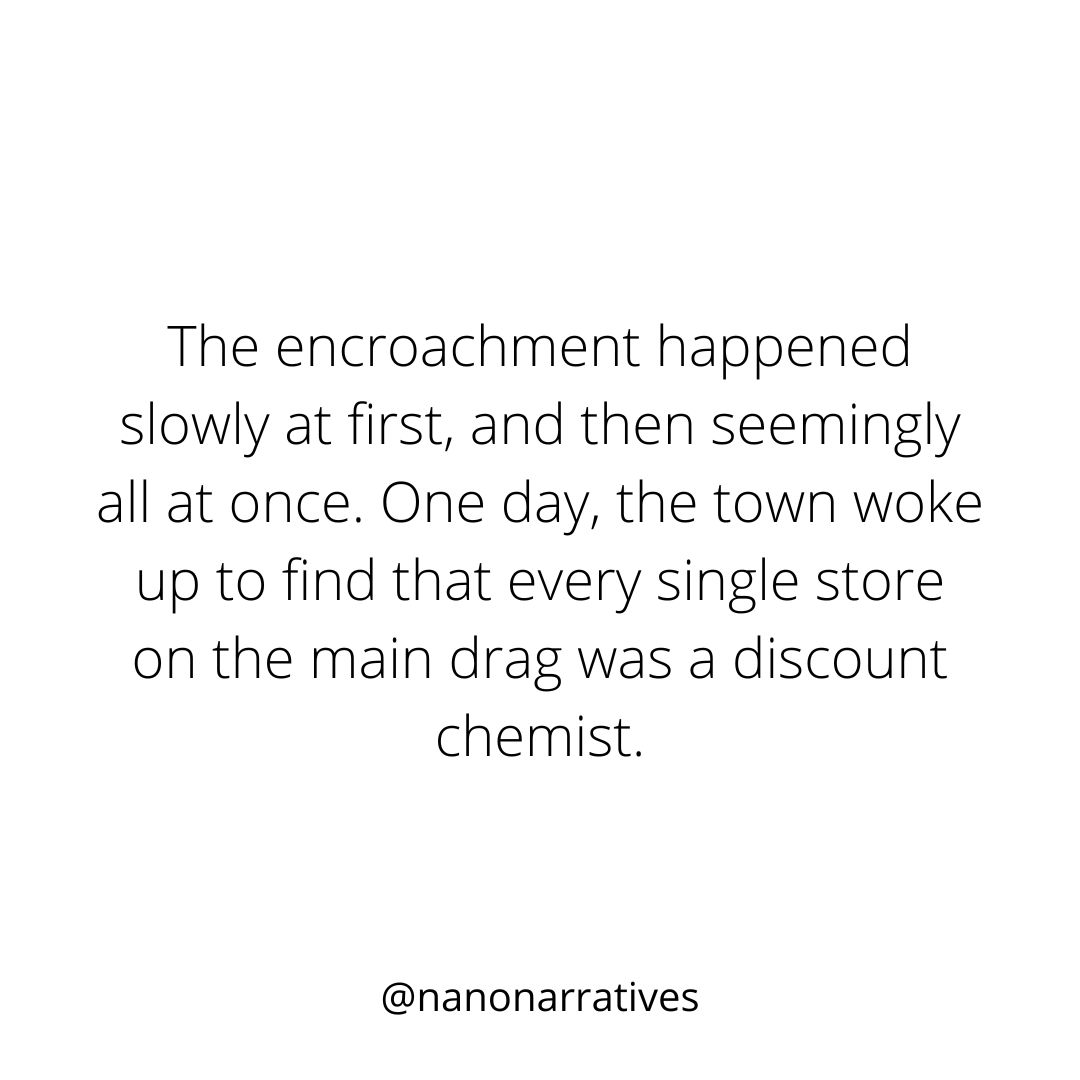 The encroachment happened
slowly at first, and then seemingly
all at once. One day, the town woke
up to find that every single store
on the main drag was a discount
chemist.
@nanonarratives